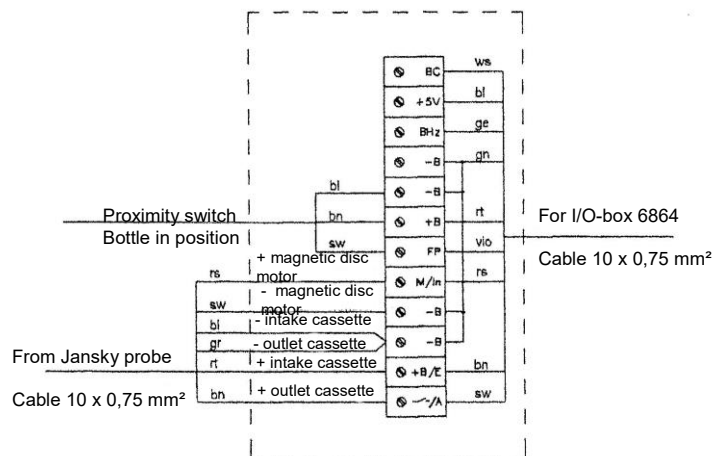 ws
BC
bl
+5V
ge
BHz
gn
-B
bl
-B
Proximity switch
Bottle in position
bn
+B
rt
For I/O-box 6864
Cable 10 x 0,75 mm²
sw
FP
vio
+ magnetic disc
motor
rs
M/In
rs
- magnetic disc
motor
sw
-B
bl
- intake cassette
gr
- outlet cassette
-B
From Jansky probe
Cable 10 x 0,75 mm²
rt
+ intake cassette
+B/E
bn
bn
+ outlet cassette
/A
sw